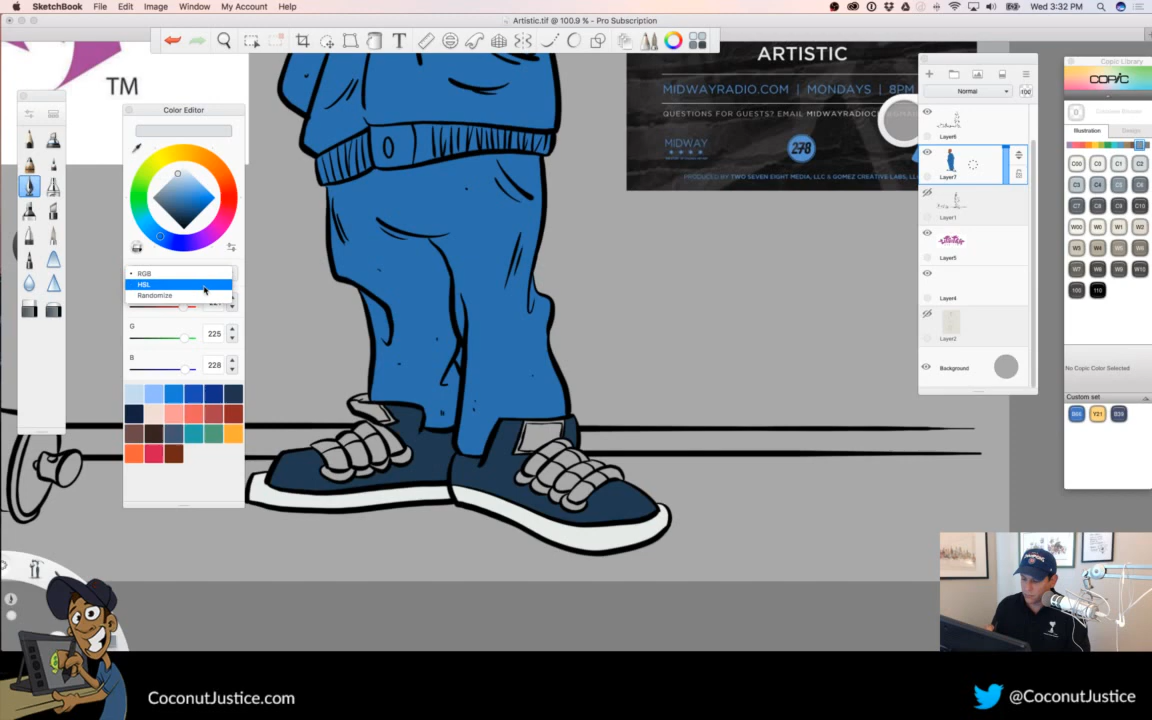 SketchBook File Edit Image Window My Account Help
Wed 3:32 PM
Artistic.tif @ 100.9 % - Pro Subscription
TM
ARTISTIC
MIDWAYRADIO.COM | MONDAYS | 8PM
QUESTIONS FOR GUESTS? EMAIL
MIDWAY
278
PRODUCED BY TWO SEVEN EIGHT MEDIA, LLC & GOMEZ CREATIVE LABS,
Color Editor
RGB
HSL
Randomize
G
225
B
228
Normal
Layer6
Layer7
Layer1
Layer5
Layer4
Layer2
Background
Copic Library
COPIC
0
Illustration Design
C00 C0 C1 C2
C3 C4 C5 C6
C7 C8 C9 C10
W00 W0 W1 W2
W3 W4 W5 W6
W7 W8 W9 W10
100 110
No Copic Color Selected
Custom set
Y21 B39
CoconutJustice.com
@CoconutJustice